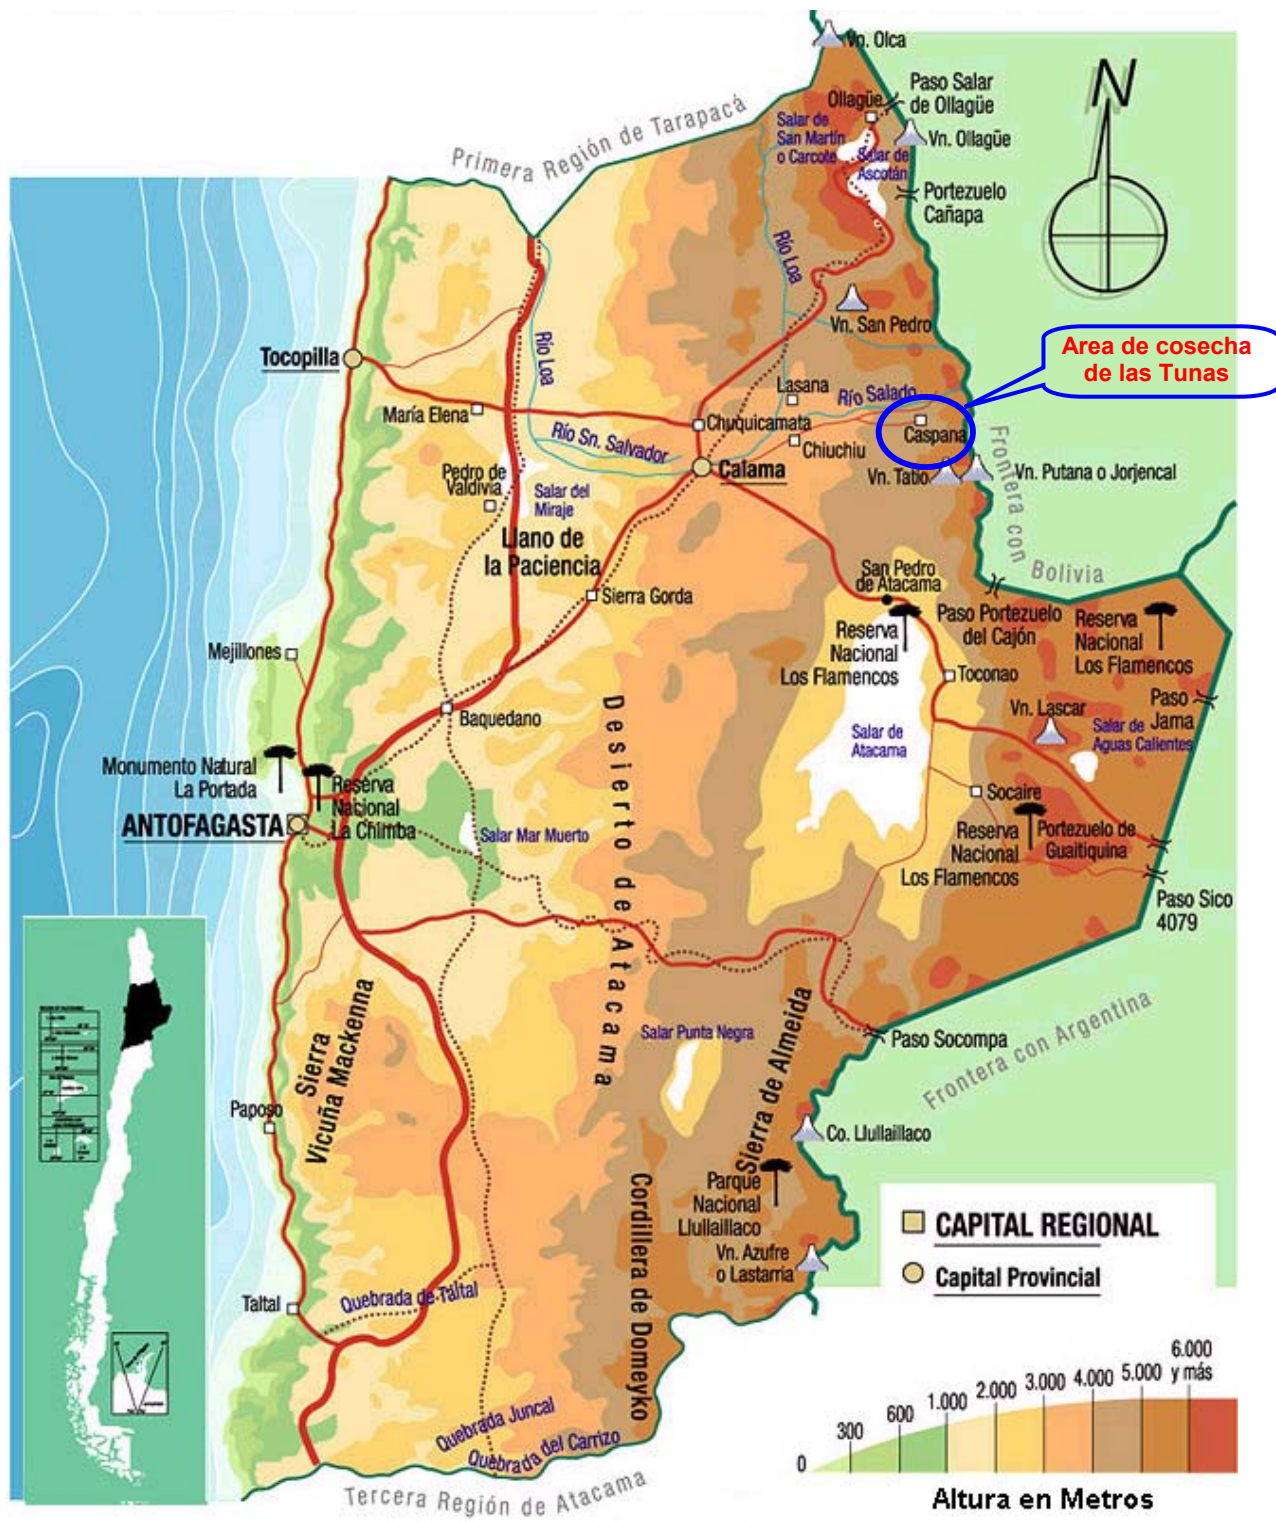 Vn. Olca
Paso Salar
de Ollagüe
Ollagüe
Salar de
San Martín
o Carcote
Vn. Ollagüe
Salar de
Ascotán
Portezuelo
Cañapa
N
Primera Región de Tarapacá
Río Loa
Vn. San Pedro
Area de cosecha
de las Tunas
Tocopilla
Río Loa
María Elena
Lasana
Río Salado
Chuquicamata
Caspana
Río Sn. Salvador
Chiuchiu
Calama
Vn. Tatio
Vn. Putana o Jorjencal
Frontera con
Bolivia
Pedro de
Valdivia
Salar del
Miraje
Llano de
la Paciencia
Sierra Gorda
San Pedro
de Atacama
Paso Portezuelo
del Cajón
Reserva
Nacional
Los Flamencos
Reserva
Nacional
Los Flamencos
Mejillones
Toconao
Paso
Jama
Baquedano
Vn. Lascar
Salar de
Aguas Calientes
Salar de
Atacama
Desierto de Atacama
Monumento Natural
La Portada
Reserva
Nacional
La Chimba
ANTOFAGASTA
Salar Mar Muerto
Socaire
Reserva
Nacional
Los Flamencos
Portezuelo de
Guaitiquina
Paso Sico
4079
Sierra
Vicuña Mackenna
Salar Punta Negra
Sierra de Almeida
Paso Socompa
Frontera con Argentina
Paposo
Co. Llullaillaco
Parque
Nacional
Llullaillaco
Cordillera de Domeyko
Vn. Azufre
o Lastarria
Taltal
Quebrada de Taltal
Quebrada Juncal
Quebrada del Carrizo
Tercera Región de Atacama
CAPITAL REGIONAL
Capital Provincial
0
300
600
1.000
2.000
3.000
4.000
5.000
6.000
y más
Altura en Metros